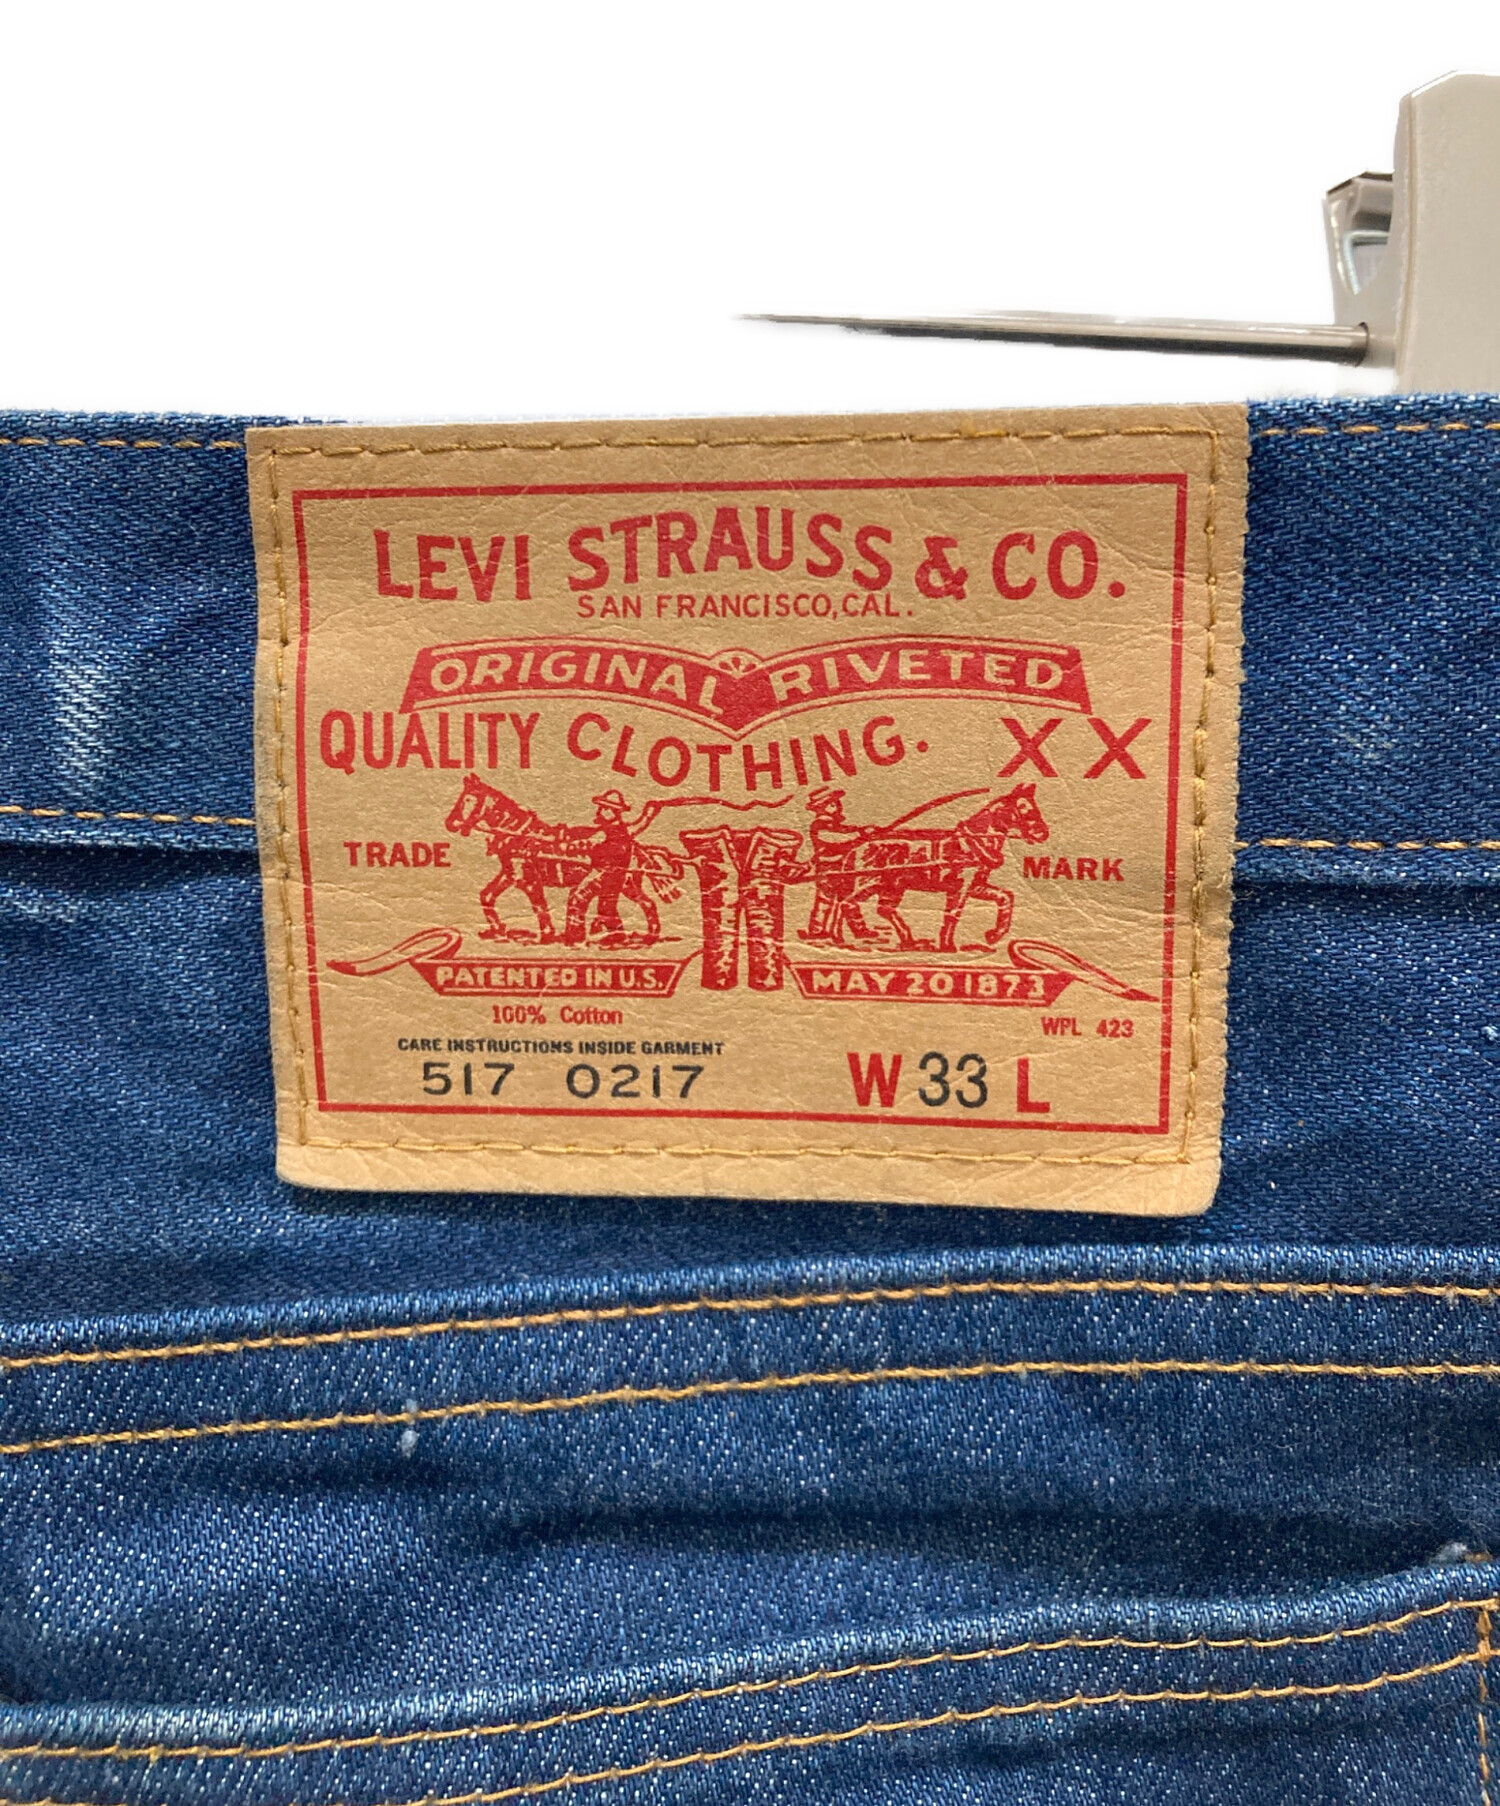 LEVI STRAUSS & CO.
SAN FRANCISCO, CAL.
ORIGINAL RIVETED
QUALITY CLOTHING. XX
TRADE MARK
PATENTED IN U.S. MAY 20 1873
100% Cotton
WPL 423
CARE INSTRUCTIONS INSIDE GARMENT
517 0217 W 33 L